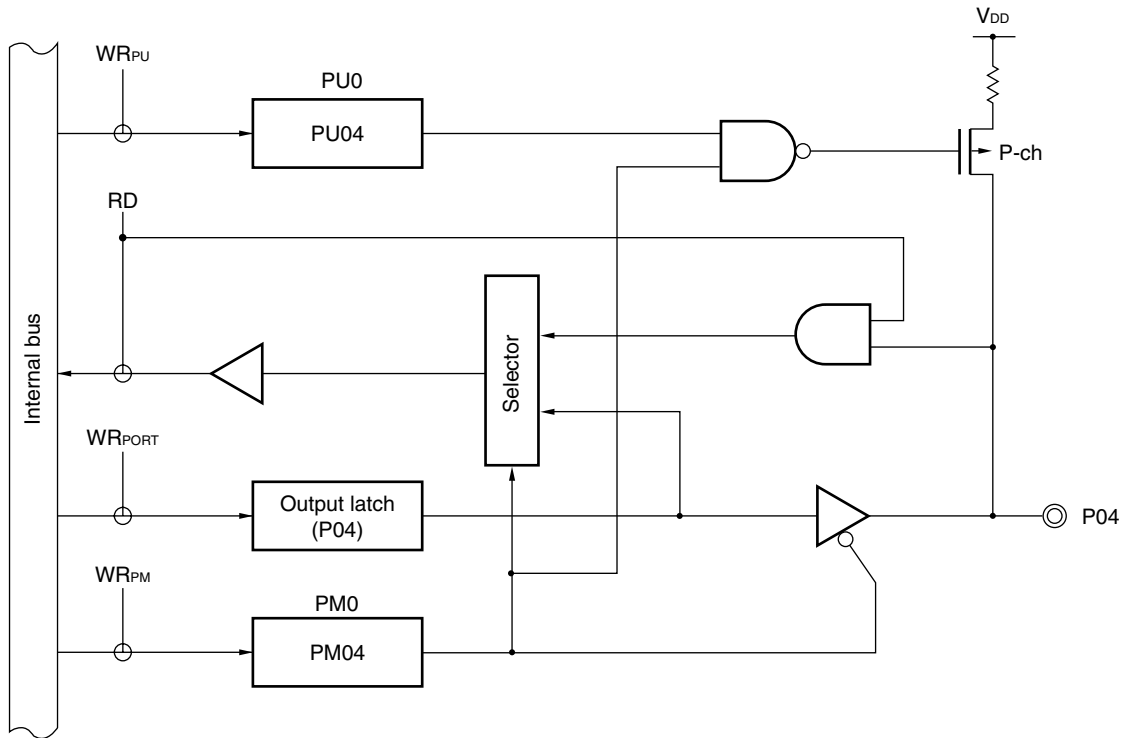 VDD
WRPU
PU0
PU04
P-ch
RD
Internal bus
Selector
WRPORT
Output latch
(P04)
P04
WRPM
PM0
PM04